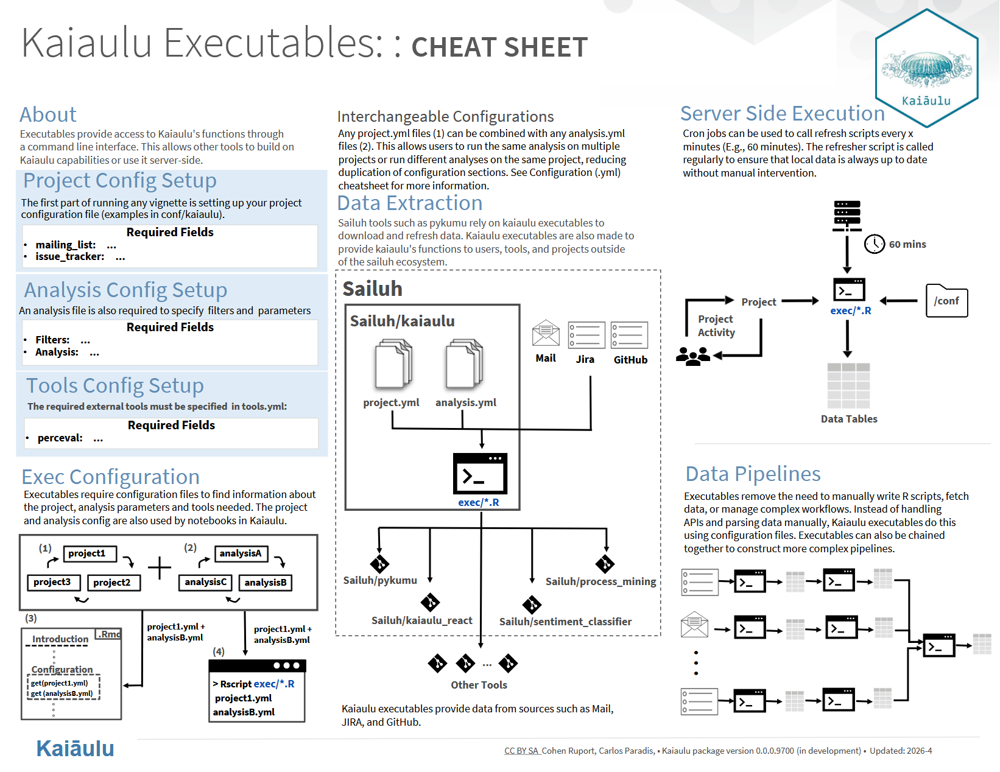 Kaiaulu Executables: : CHEAT SHEET
Kaiāulu
About
Executables provide access to Kaiaulu's functions through
a command line interface. This allows other tools to build on
Kaiaulu capabilities or use it server-side.
Project Config Setup
The first part of running any vignette is setting up your project
configuration file (examples in conf/kaiaulu).
Required Fields
• mailing_list: ...
• issue_tracker: ...
Analysis Config Setup
An analysis file is also required to specify filters and parameters
Required Fields
• Filters: ...
• Analysis: ...
Tools Config Setup
The required external tools must be specified in tools.yml:
Required Fields
• perceval: ...
Exec Configuration
Executables require configuration files to find information about
the project, analysis parameters and tools needed. The project
and analysis config are also used by notebooks in Kaiaulu.
(1)
project1
project3
project2
(2)
analysisA
analysisC
analysisB
(3)
.Rmd
Introduction
Configuration
get(project1.yml)
get (analysisB.yml)
project1.yml +
analysisB.yml
project1.yml +
analysisB.yml
(4)
> Rscript exec/*.R
project1.yml
analysisB.yml
Interchangeable Configurations
Any project.yml files (1) can be combined with any analysis.yml
files (2). This allows users to run the same analysis on multiple
projects or run different analyses on the same project, reducing
duplication of configuration sections. See Configuration (.yml)
cheatsheet for more information.
Data Extraction
Sailuh tools such as pykumu rely on kaiaulu executables to
download and refresh data. Kaiaulu executables are also made to
provide kaiaulu's functions to users, tools, and projects outside
of the sailuh ecosystem.
Sailuh
Sailuh/kaiaulu
project.yml
analysis.yml
Mail
Jira
GitHub
>_
exec/*.R
Sailuh/pykumu
Sailuh/process_mining
Sailuh/kaiaulu_react
Sailuh/sentiment_classifier
...
Other Tools
Kaiaulu executables provide data from sources such as Mail,
JIRA, and GitHub.
Server Side Execution
Cron jobs can be used to call refresh scripts every x
minutes (E.g., 60 minutes). The refresher script is called
regularly to ensure that local data is always up to date
without manual intervention.
60 mins
>_
Project
exec/*.R
/conf
Project
Activity
Data Tables
Data Pipelines
Executables remove the need to manually write R scripts, fetch
data, or manage complex workflows. Instead of handling
APIs and parsing data manually, Kaiaulu executables do this
using configuration files. Executables can also be chained
together to construct more complex pipelines.
>_
>_
>_
>_
>_
>_
>_
Kaiāulu
CC BY SA Cohen Ruport, Carlos Paradis, • Kaiaulu package version 0.0.0.9700 (in development) • Updated: 2026-4